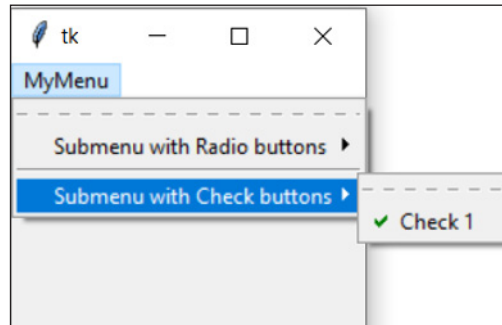 tk
MyMenu
Submenu with Radio buttons
Submenu with Check buttons
Check 1